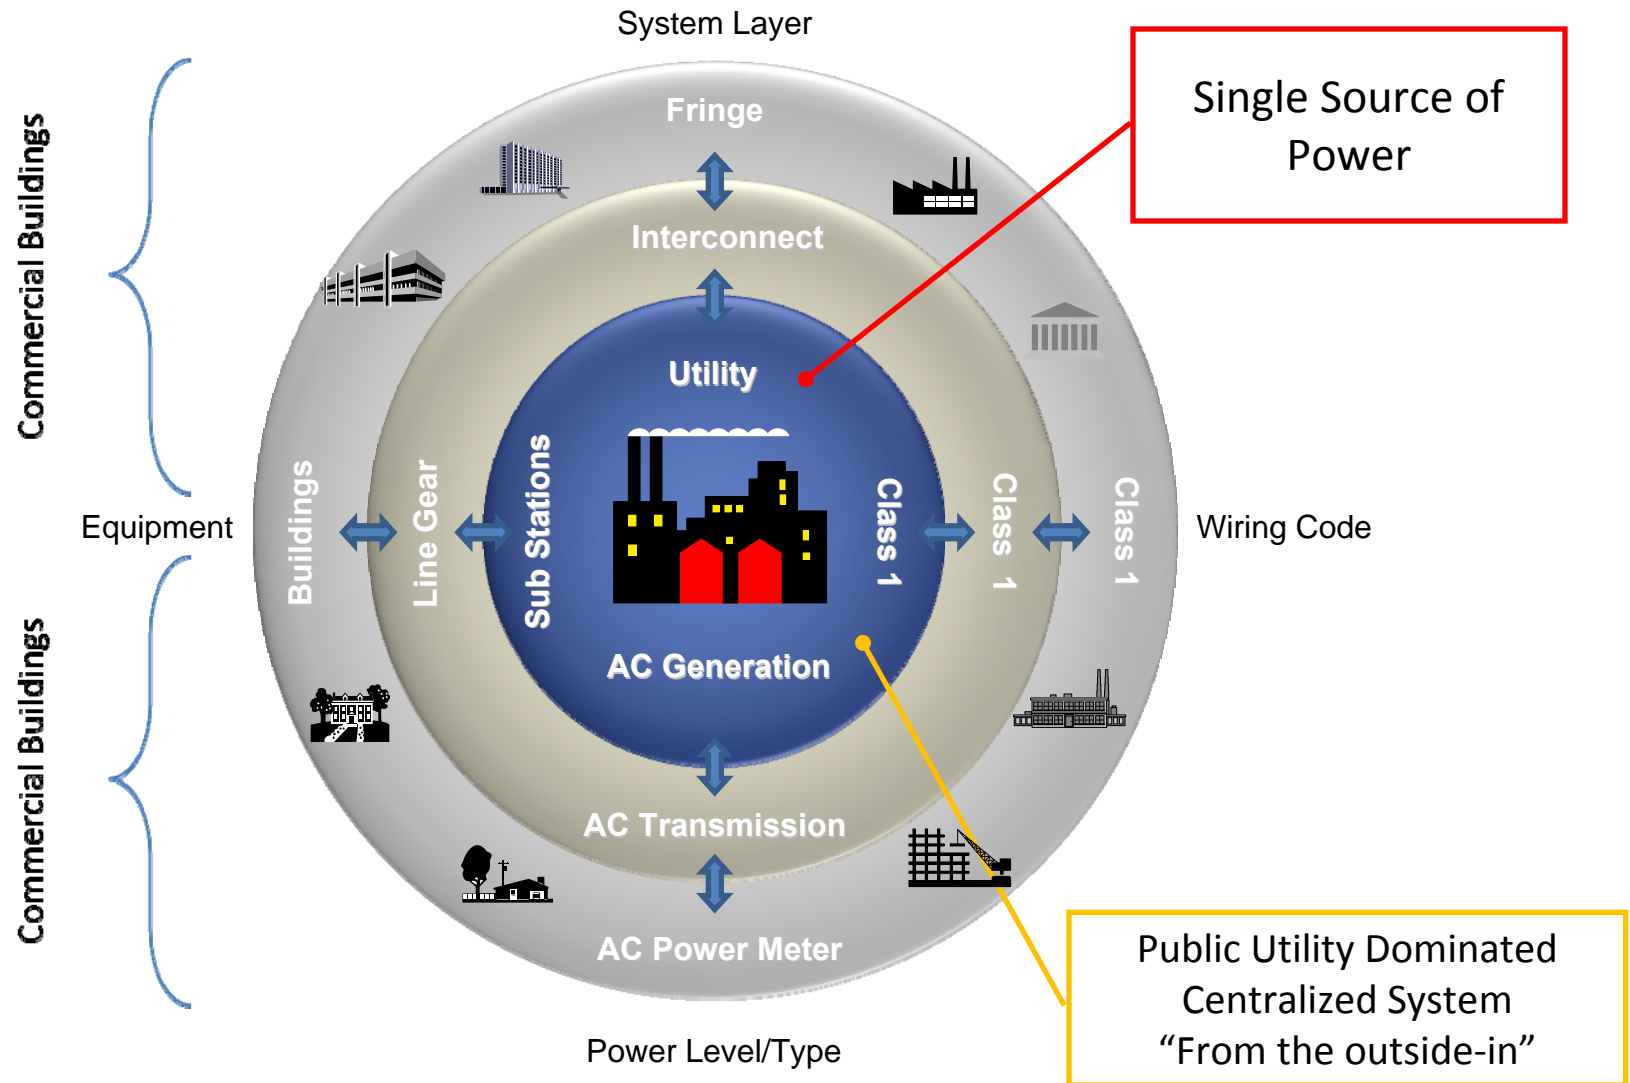 System Layer
Single Source of
Power
Fringe
Interconnect
Utility
Commercial Buildings
Equipment
Buildings
Line Gear
Sub Stations
Class 1
Class 1
Class 1
Wiring Code
AC Generation
Commercial Buildings
AC Transmission
AC Power Meter
Public Utility Dominated
Centralized System
“From the outside-in”
Power Level/Type